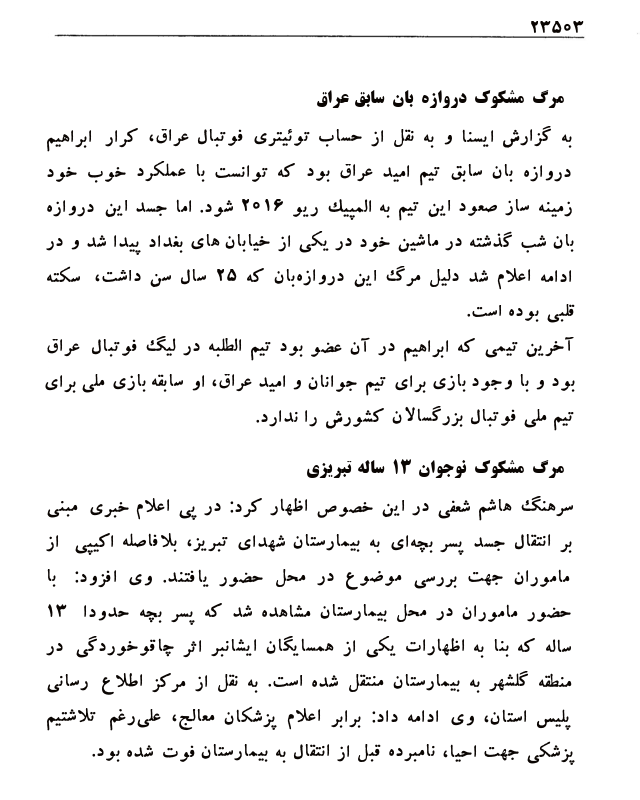 ۲۳۵۰۳
مرگ مشکوک دروازه بان سابق عراق
به گزارش ایسنا و به نقل از حساب توئیتری فوتبال عراق، کرار ابراهیم
دروازه بان سابق تیم امید عراق بود که توانست با عملکرد خوب خود
زمینه ساز صعود این تیم به المپیك ریو ۲۰۱۶ شود. اما جسد این دروازه
بان شب گذشته در ماشین خود در یکی از خیابان های بغداد پیدا شد و در
ادامه اعلام شد دلیل مرگ این دروازه‌بان که ۲۵ سال سن داشت، سکته
قلبی بوده است.
آخرین تیمی که ابراهیم در آن عضو بود تیم الطلبه در لیگ فوتبال عراق
بود و با وجود بازی برای تیم جوانان و امید عراق، او سابقه بازی ملی برای
تیم ملی فوتبال بزرگسالان کشورش را ندارد.
مرگ مشکوک نوجوان ۱۳ ساله تبریزی
سرهنگ هاشم شعفی در این خصوص اظهار کرد: در پی اعلام خبری مبنی
بر انتقال جسد پسر بچه‌ای به بیمارستان شهدای تبریز، بلافاصله اکیپی از
ماموران جهت بررسی موضوع در محل حضور یافتند. وی افزود: با
حضور ماموران در محل بیمارستان مشاهده شد که پسر بچه حدودا ۱۳
ساله که بنا به اظهارات یکی از همسایگان ایشانبر اثر چاقوخوردگی در
منطقه گلشهر به بیمارستان منتقل شده است. به نقل از مرکز اطلاع رسانی
پلیس استان، وی ادامه داد: برابر اعلام پزشکان معالج، علی‌رغم تلاشتیم
پزشکی جهت احیا، نامبرده قبل از انتقال به بیمارستان فوت شده بود.